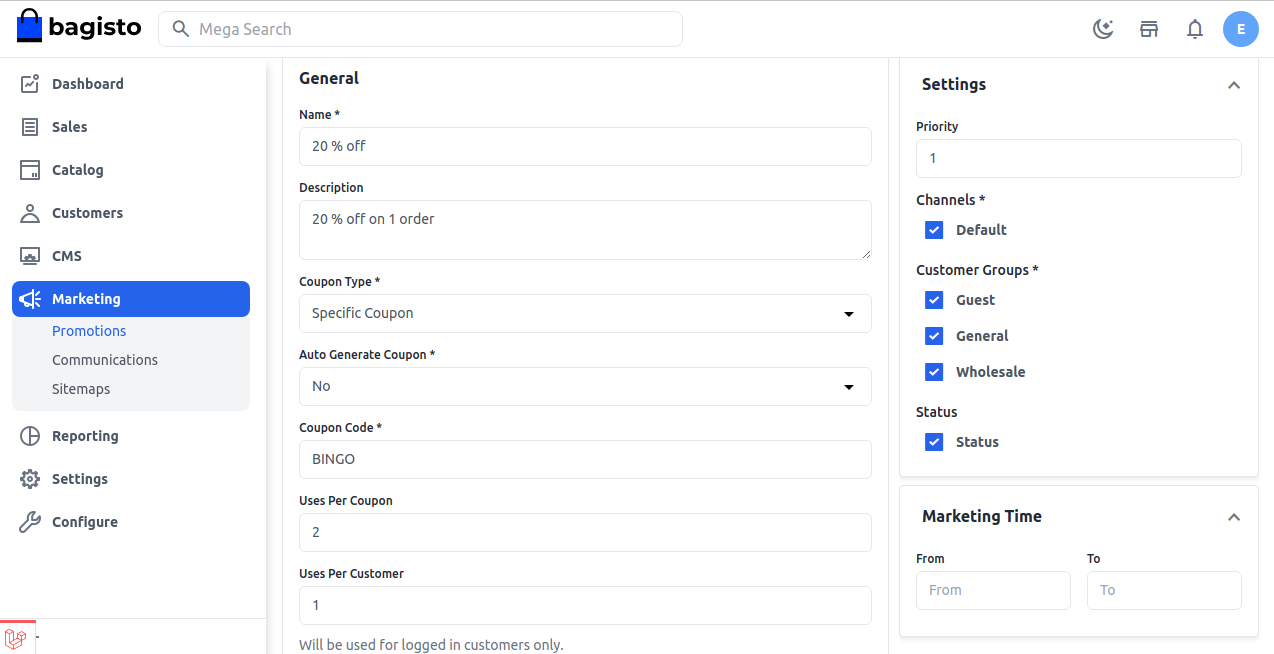 bagisto
Mega Search
E
Dashboard
Sales
Catalog
Customers
CMS
Marketing
Promotions
Communications
Sitemaps
Reporting
Settings
Configure
General
Name *
20 % off
Description
20 % off on 1 order
Coupon Type *
Specific Coupon
Auto Generate Coupon *
No
Coupon Code *
BINGO
Uses Per Coupon
2
Uses Per Customer
1
Will be used for logged in customers only.
Settings
Priority
1
Channels *
Default
Customer Groups *
Guest
General
Wholesale
Status
Status
Marketing Time
From
To
From
To